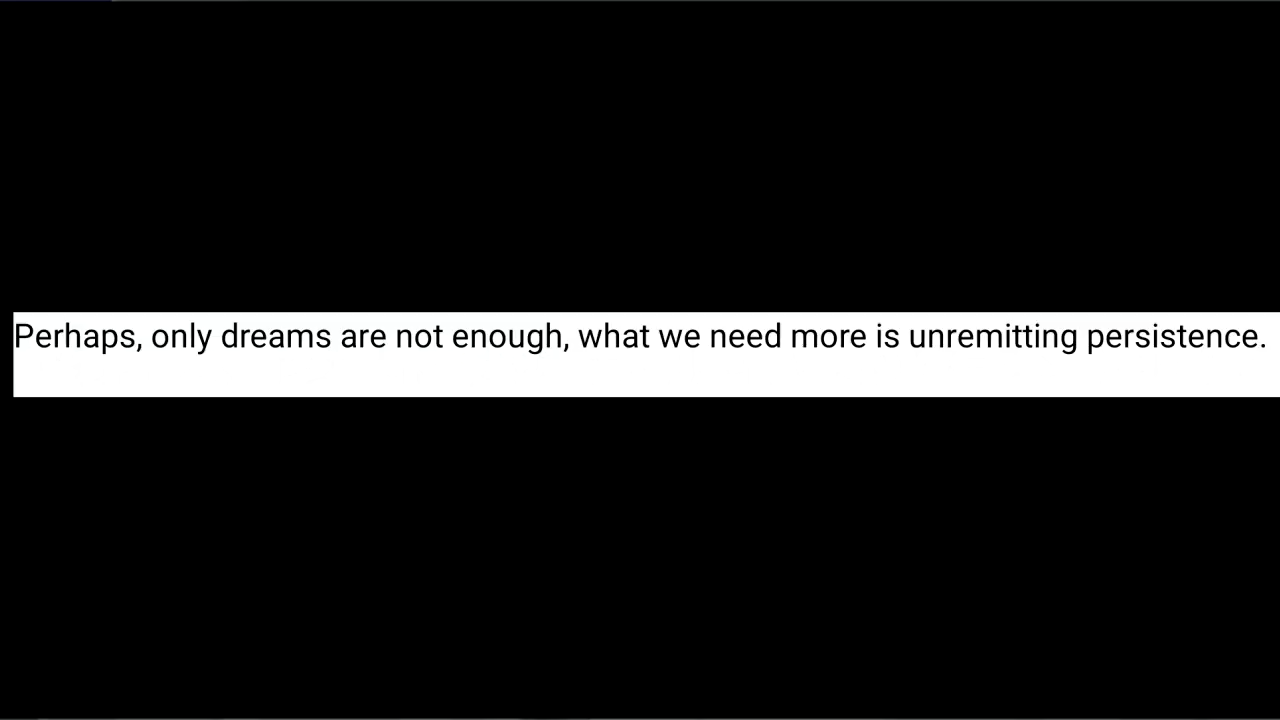 Perhaps, only dreams are not enough, what we need more is unremitting persistence.